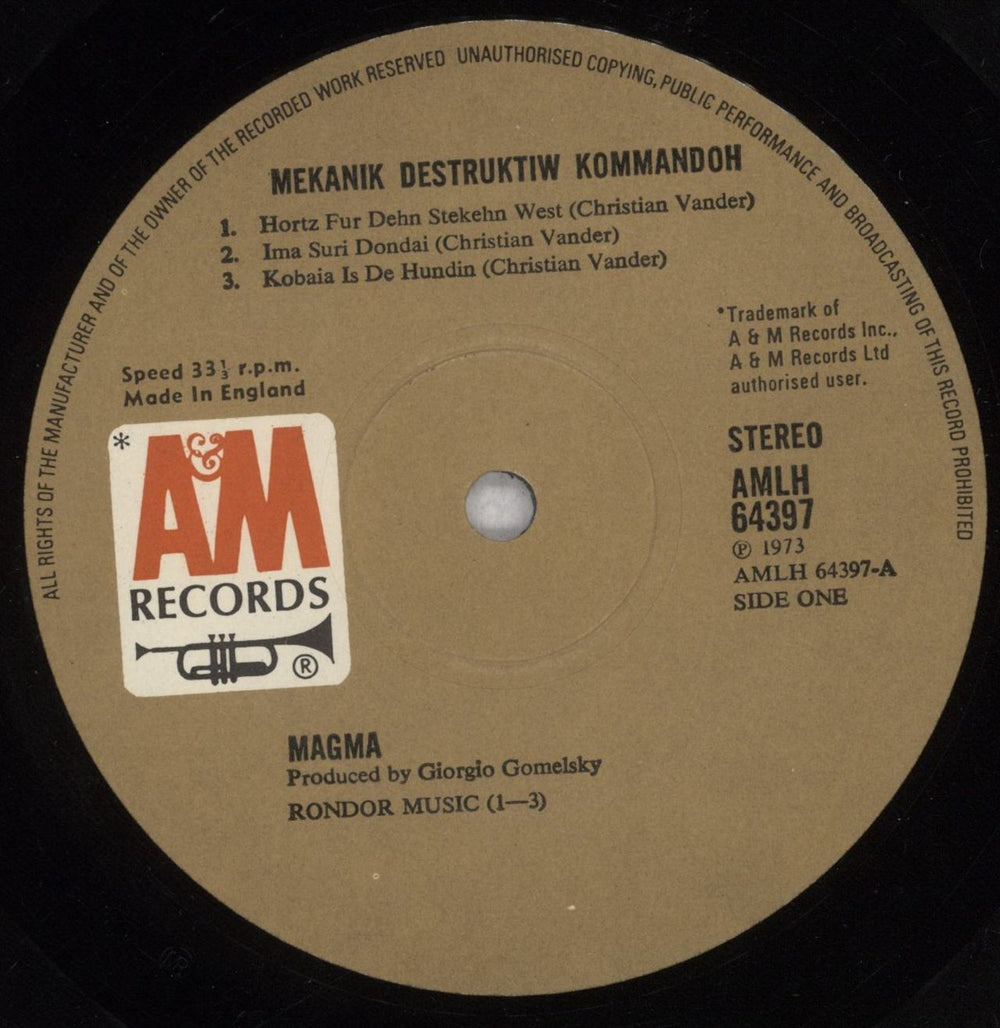 ALL RIGHTS OF THE MANUFACTURER AND OF THE OWNER OF THE RECORDED WORK RESERVED UNAUTHORISED COPYING, PUBLIC PERFORMANCE AND BROADCASTING OF THIS RECORD PROHIBITED
MEKANIK DESTRUKTIW KOMMANDOH
1. Hortz Fur Dehn Stekehn West (Christian Vander)
2. Ima Suri Dondai (Christian Vander)
3. Kobaia Is De Hundin (Christian Vander)
*Trademark of
A & M Records Inc.,
A & M Records Ltd
authorised user.
Speed 33⅓ r.p.m.
Made In England
* A&M
RECORDS
®
STEREO
AMLH
64397
℗ 1973
AMLH 64397-A
SIDE ONE
MAGMA
Produced by Giorgio Gomelsky
RONDOR MUSIC (1—3)